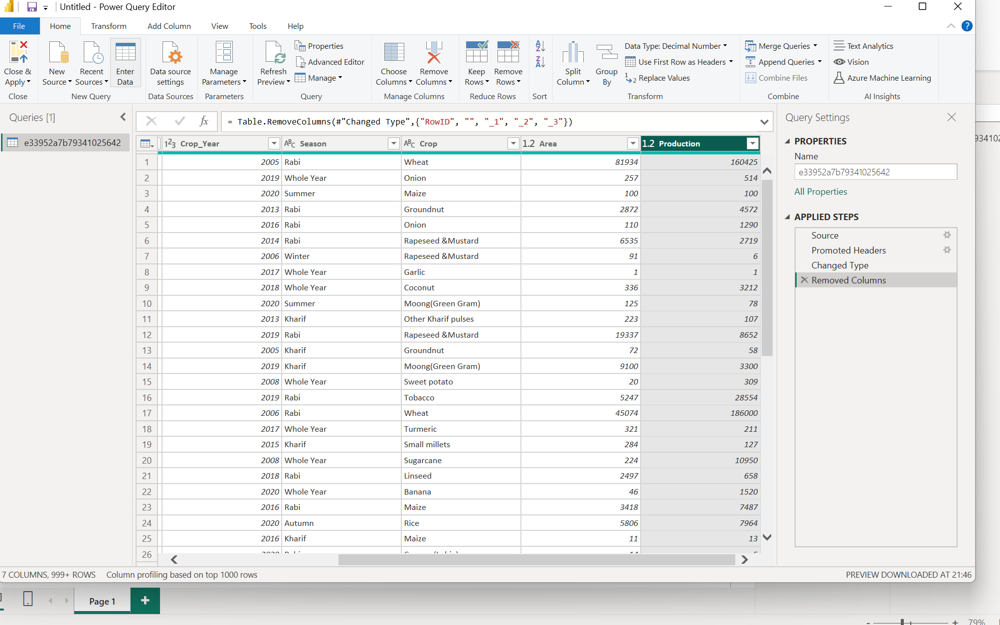 Untitled - Power Query Editor
File Home Transform Add Column View Tools Help
Close & Apply
New Source
Recent Sources
Enter Data
Data source settings
Manage Parameters
Refresh Preview
Properties
Advanced Editor
Manage
Choose Columns
Remove Columns
Keep Rows
Remove Rows
Split Column
Group By
Data Type: Decimal Number
Use First Row as Headers
Replace Values
Merge Queries
Append Queries
Combine Files
Text Analytics
Vision
Azure Machine Learning
Close New Query Data Sources Parameters Query Manage Columns Reduce Rows Sort Transform Combine AI Insights
Queries [1]
e33952a7b79341025642
fx = Table.RemoveColumns(#"Changed Type",{"RowID", "", "_1", "_2", "_3"})
123 Crop_Year ABC Season ABC Crop 1.2 Area 1.2 Production
1 2005 Rabi Wheat 81934 160425
2 2019 Whole Year Onion 257 514
3 2020 Summer Maize 100 100
4 2013 Rabi Groundnut 2872 4572
5 2016 Rabi Onion 110 1290
6 2014 Rabi Rapeseed &Mustard 6535 2719
7 2006 Winter Rapeseed &Mustard 91 6
8 2017 Whole Year Garlic 1 1
9 2018 Whole Year Coconut 336 3212
10 2020 Summer Moong(Green Gram) 125 78
11 2013 Kharif Other Kharif pulses 223 107
12 2019 Rabi Rapeseed &Mustard 19337 8652
13 2005 Kharif Groundnut 72 58
14 2019 Kharif Moong(Green Gram) 9100 3300
15 2008 Whole Year Sweet potato 20 309
16 2019 Rabi Tobacco 5247 28554
17 2006 Rabi Wheat 45074 186000
18 2017 Whole Year Turmeric 321 211
19 2015 Kharif Small millets 284 127
20 2008 Whole Year Sugarcane 224 10950
21 2018 Rabi Linseed 2497 658
22 2020 Whole Year Banana 46 1520
23 2016 Rabi Maize 3418 7487
24 2020 Autumn Rice 5806 7964
25 2016 Kharif Maize 11 13
26
Query Settings
PROPERTIES
Name
e33952a7b79341025642
All Properties
APPLIED STEPS
Source
Promoted Headers
Changed Type
Removed Columns
7 COLUMNS, 999+ ROWS Column profiling based on top 1000 rows PREVIEW DOWNLOADED AT 21:46
Page 1 +
- + 79%